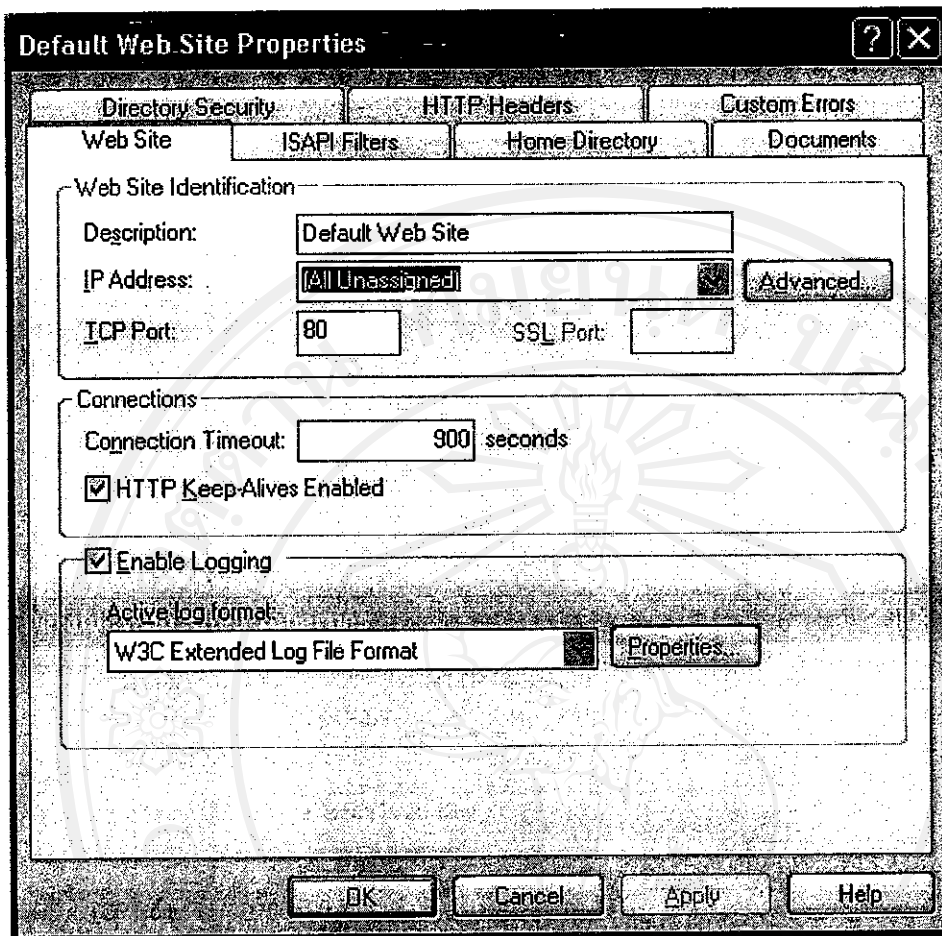 Default Web Site Properties
Directory Security HTTP Headers Custom Errors
Web Site ISAPI Filters Home Directory Documents
Web Site Identification
Description: Default Web Site
IP Address: (All Unassigned) Advanced...
TCP Port: 80 SSL Port:
Connections
Connection Timeout: 900 seconds
HTTP Keep-Alives Enabled
Enable Logging
Active log format:
W3C Extended Log File Format Properties...
OK Cancel Apply Help